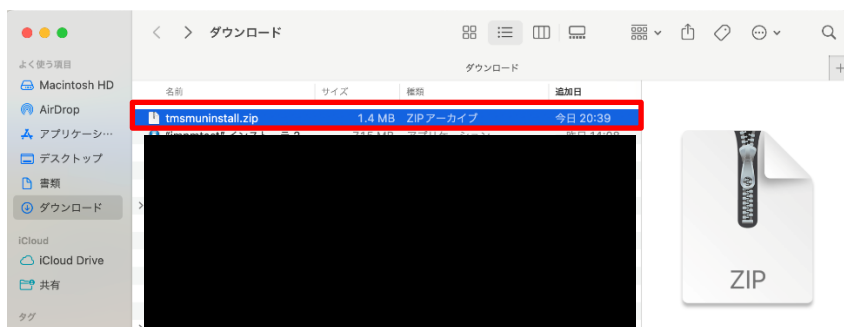 ダウンロード
よく使う項目
Macintosh HD
AirDrop
アプリケーシ…
デスクトップ
書類
ダウンロード
iCloud
iCloud Drive
共有
タグ
ダウンロード
名前 サイズ 種類 追加日
tmsmuninstall.zip 1.4 MB ZIPアーカイブ 今日 20:39
ZIP